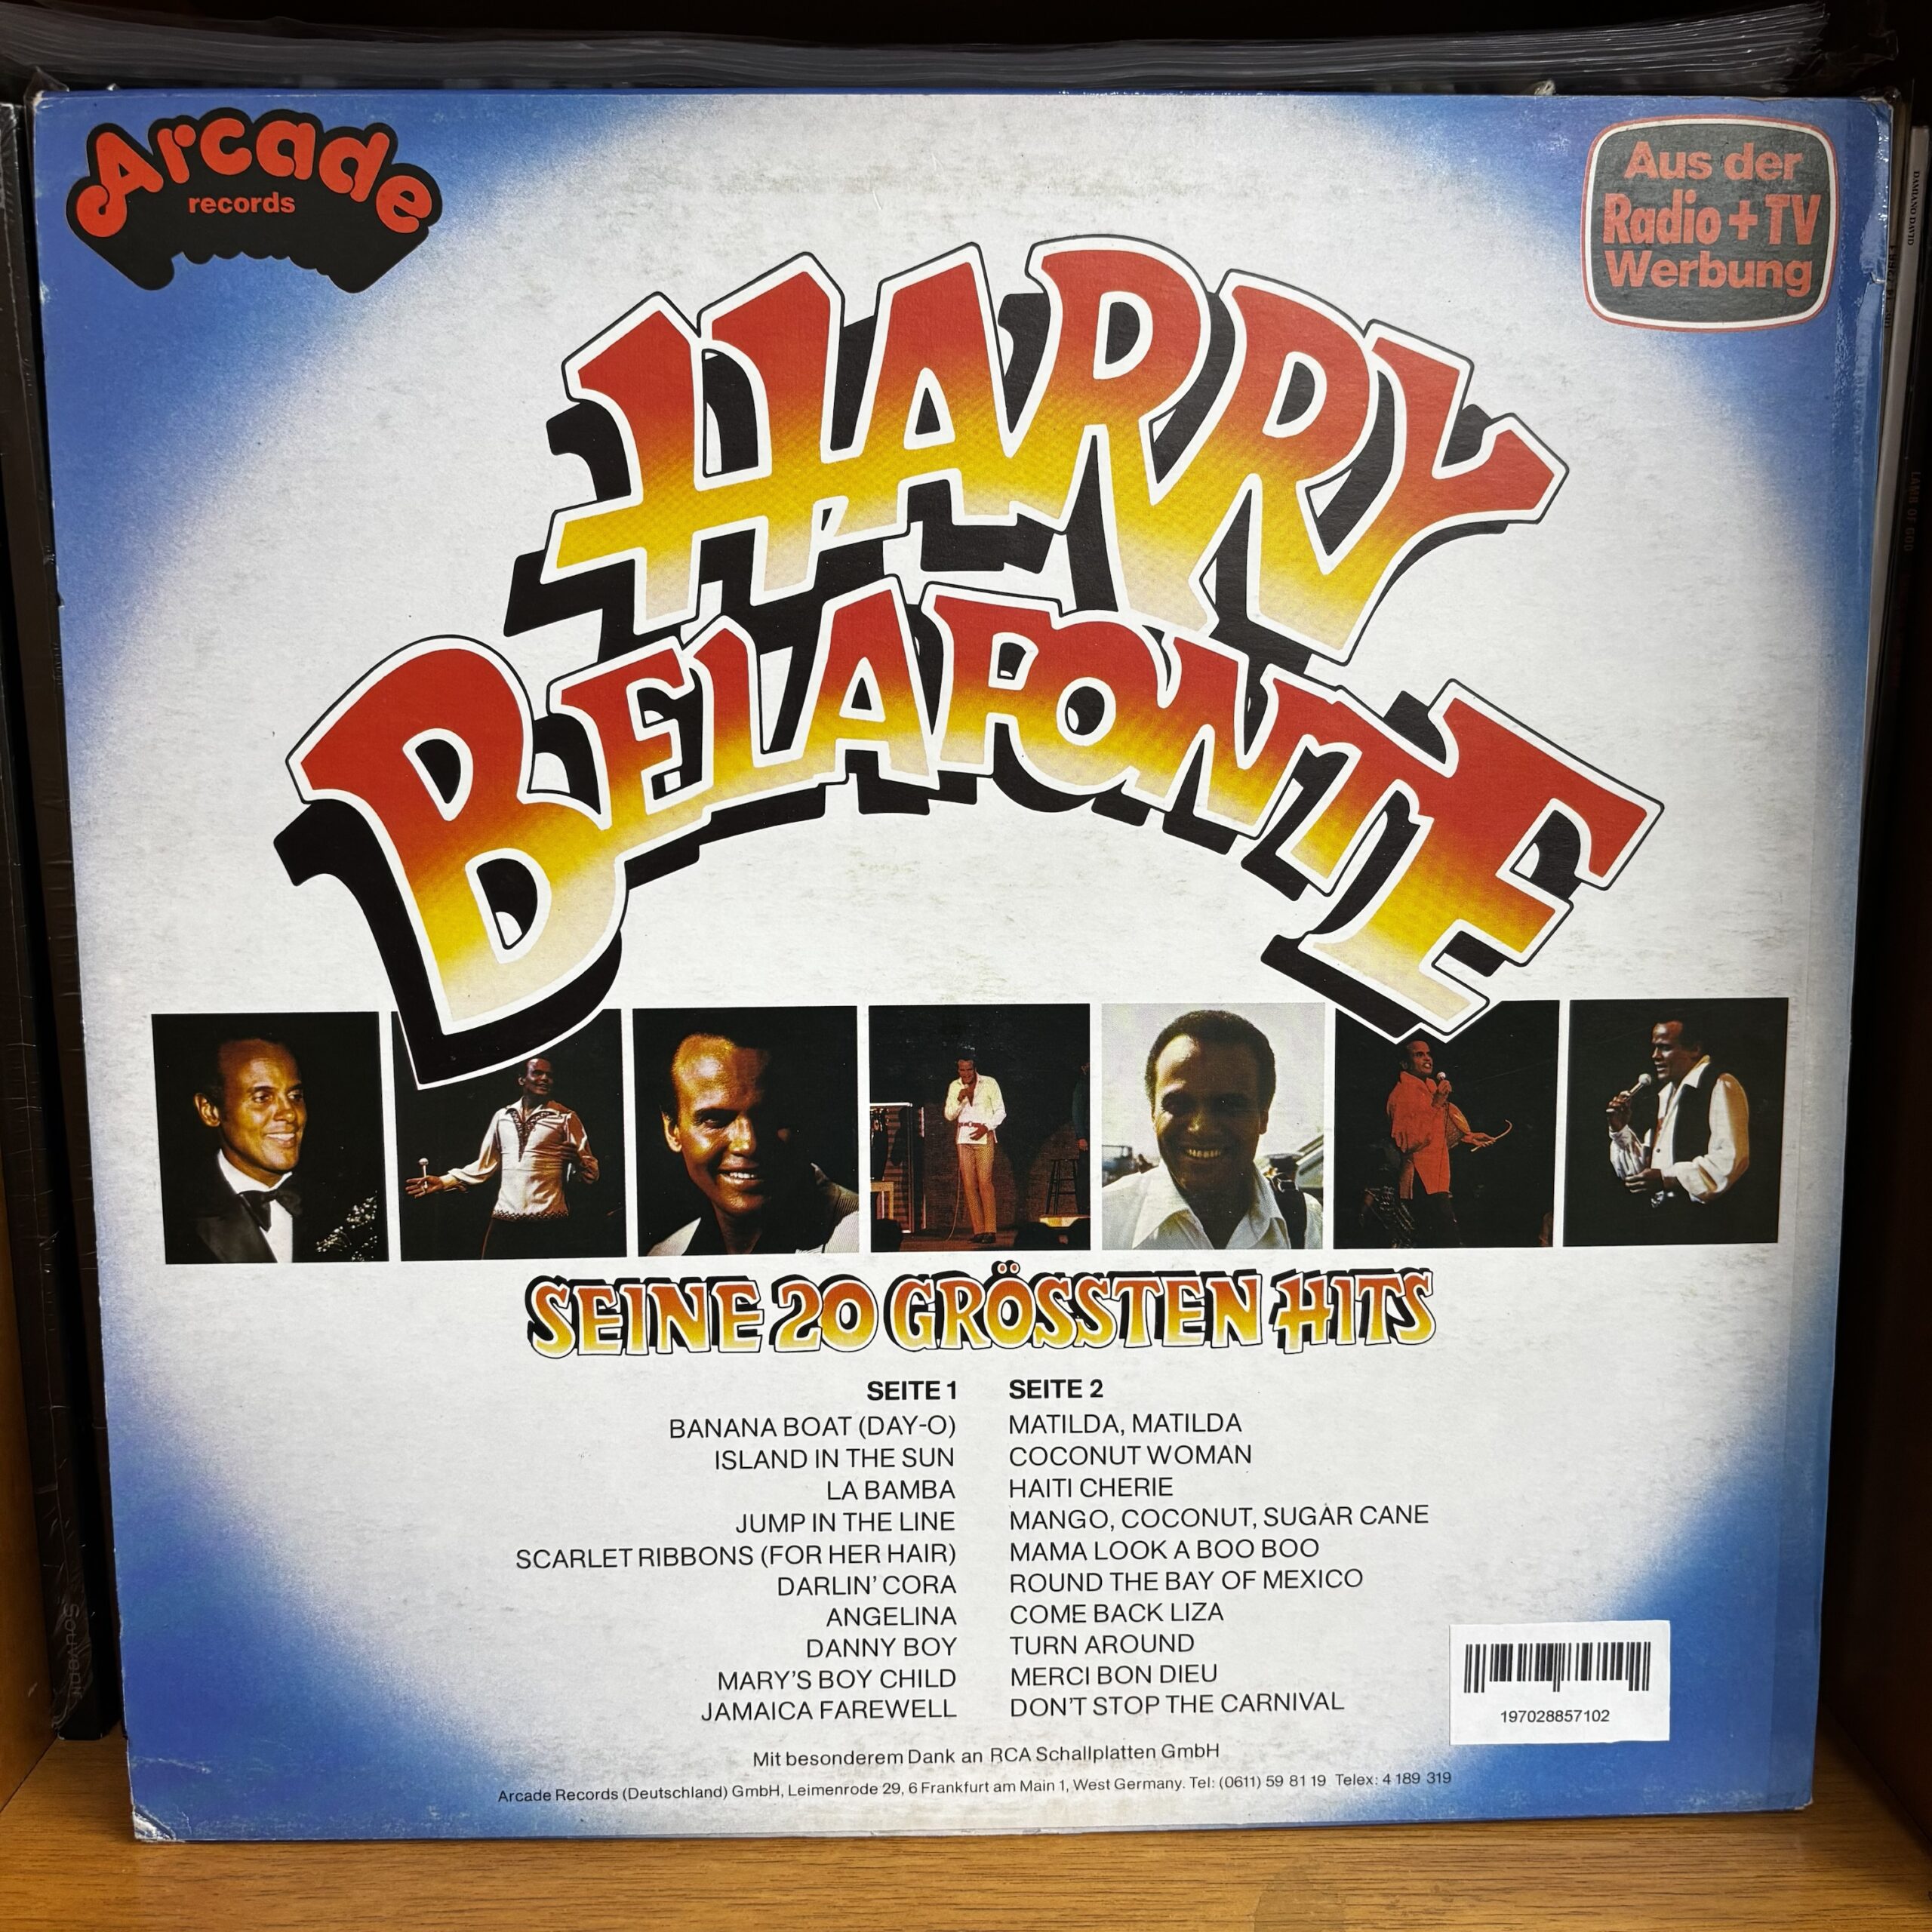 Arcade
records
Aus der
Radio + TV
Werbung
HARRY
BELAFONTE
SEINE 20 GRÖSSTEN HITS
SEITE 1
BANANA BOAT (DAY-O)
ISLAND IN THE SUN
LA BAMBA
JUMP IN THE LINE
SCARLET RIBBONS (FOR HER HAIR)
DARLIN' CORA
ANGELINA
DANNY BOY
MARY'S BOY CHILD
JAMAICA FAREWELL
SEITE 2
MATILDA, MATILDA
COCONUT WOMAN
HAITI CHERIE
MANGO, COCONUT, SUGAR CANE
MAMA LOOK A BOO BOO
ROUND THE BAY OF MEXICO
COME BACK LIZA
TURN AROUND
MERCI BON DIEU
DON'T STOP THE CARNIVAL
197028857102
Mit besonderem Dank an RCA Schallplatten GmbH
Arcade Records (Deutschland) GmbH, Leimenrode 29, 6 Frankfurt am Main 1, West Germany. Tel: (0611) 59 81 19 Telex: 4 189 319
DAMIANO DAVID
LAMB OF GOD